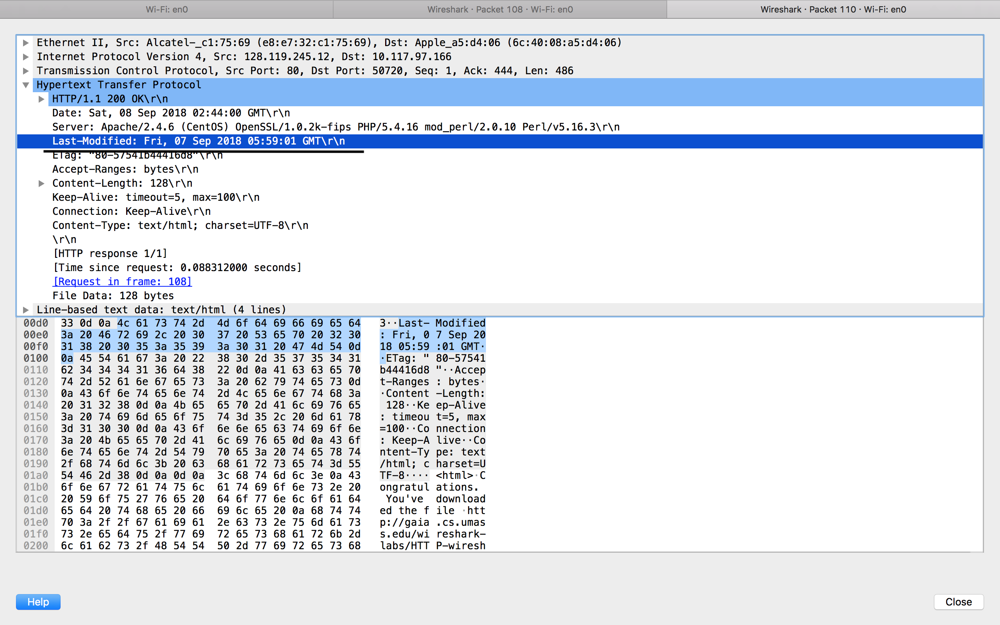 Wi-Fi: en0
Wireshark · Packet 108 · Wi-Fi: en0
Wireshark · Packet 110 · Wi-Fi: en0
Ethernet II, Src: Alcatel-_c1:75:69 (e8:e7:32:c1:75:69), Dst: Apple_a5:d4:06 (6c:40:08:a5:d4:06)
Internet Protocol Version 4, Src: 128.119.245.12, Dst: 10.117.97.166
Transmission Control Protocol, Src Port: 80, Dst Port: 50720, Seq: 1, Ack: 444, Len: 486
Hypertext Transfer Protocol
HTTP/1.1 200 OK\r\n
Date: Sat, 08 Sep 2018 02:44:00 GMT\r\n
Server: Apache/2.4.6 (CentOS) OpenSSL/1.0.2k-fips PHP/5.4.16 mod_perl/2.0.10 Perl/v5.16.3\r\n
Last-Modified: Fri, 07 Sep 2018 05:59:01 GMT\r\n
ETag: "80-57541b44416d8"\r\n
Accept-Ranges: bytes\r\n
Content-Length: 128\r\n
Keep-Alive: timeout=5, max=100\r\n
Connection: Keep-Alive\r\n
Content-Type: text/html; charset=UTF-8\r\n
\r\n
[HTTP response 1/1]
[Time since request: 0.088312000 seconds]
[Request in frame: 108]
File Data: 128 bytes
Line-based text data: text/html (4 lines)
00d0 33 0d 0a 4c 61 73 74 2d 4d 6f 64 69 66 69 65 64 3··Last- Modified
00e0 3a 20 46 72 69 2c 20 30 37 20 53 65 70 20 32 30 : Fri, 0 7 Sep 20
00f0 31 38 20 30 35 3a 35 39 3a 30 31 20 47 4d 54 0d 18 05:59 :01 GMT·
0100 0a 45 54 61 67 3a 20 22 38 30 2d 35 37 35 34 31 ·ETag: " 80-57541
0110 62 34 34 34 31 36 64 38 22 0d 0a 41 63 63 65 70 b44416d8 "··Accep
0120 74 2d 52 61 6e 67 65 73 3a 20 62 79 74 65 73 0d t-Ranges : bytes·
0130 0a 43 6f 6e 74 65 6e 74 2d 4c 65 6e 67 74 68 3a ·Content -Length:
0140 20 31 32 38 0d 0a 4b 65 65 70 2d 41 6c 69 76 65 128··Ke ep-Alive
0150 3a 20 74 69 6d 65 6f 75 74 3d 35 2c 20 6d 61 78 : timeou t=5, max
0160 3d 31 30 30 0d 0a 43 6f 6e 6e 65 63 74 69 6f 6e =100··Co nnection
0170 3a 20 4b 65 65 70 2d 41 6c 69 76 65 0d 0a 43 6f : Keep-A live··Co
0180 6e 74 65 6e 74 2d 54 79 70 65 3a 20 74 65 78 74 ntent-Ty pe: text
0190 2f 68 74 6d 6c 3b 20 63 68 61 72 73 65 74 3d 55 /html; c harset=U
01a0 54 46 2d 38 0d 0a 0d 0a 3c 68 74 6d 6c 3e 0a 43 TF-8···· <html>·C
01b0 6f 6e 67 72 61 74 75 6c 61 74 69 6f 6e 73 2e 20 ongratul ations.
01c0 20 59 6f 75 27 76 65 20 64 6f 77 6e 6c 6f 61 64 You've download
01d0 65 64 20 74 68 65 20 66 69 6c 65 20 0a 68 74 74 ed the f ile ·htt
01e0 70 3a 2f 2f 67 61 69 61 2e 63 73 2e 75 6d 61 73 p://gaia .cs.umas
01f0 73 2e 65 64 75 2f 77 69 72 65 73 68 61 72 6b 2d s.edu/wi reshark-
0200 6c 61 62 73 2f 48 54 54 50 2d 77 69 72 65 73 68 labs/HTT P-wiresh
Help
Close